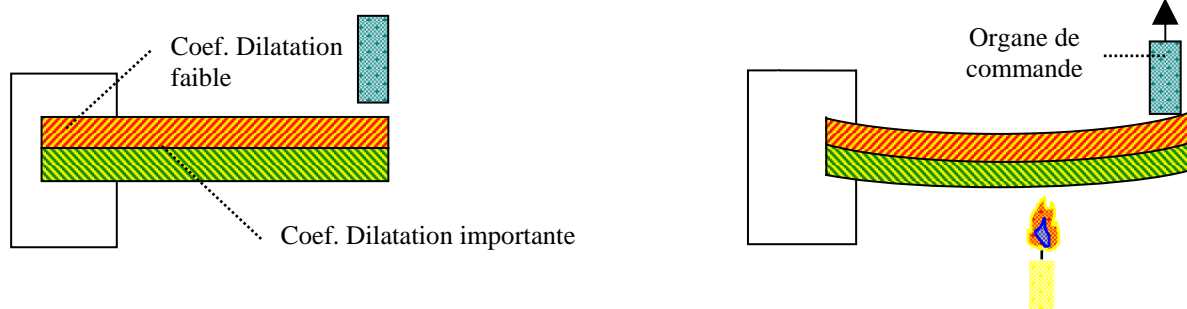 Coef. Dilatation
faible
Coef. Dilatation importante
Organe de
commande